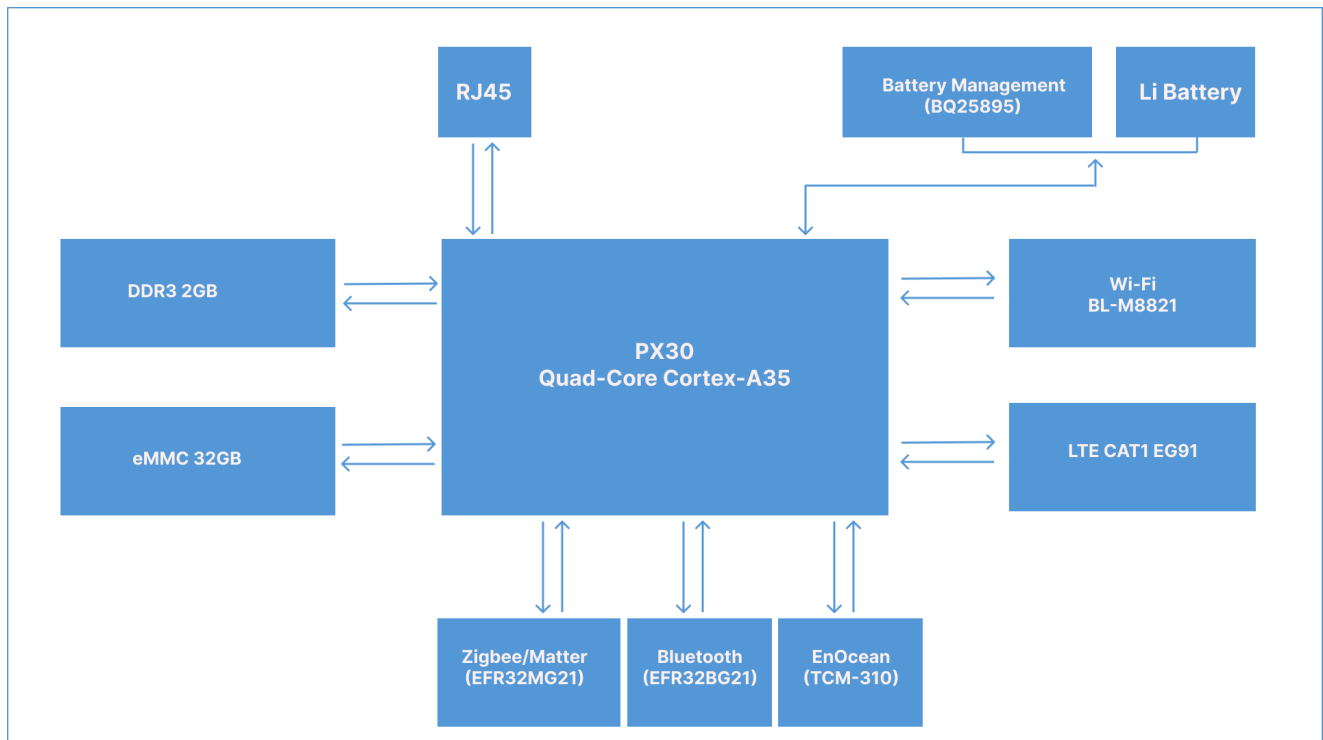 RJ45
Battery Management
(BQ25895)
Li Battery
DDR3 2GB
Wi-Fi
BL-M8821
PX30
Quad-Core Cortex-A35
eMMC 32GB
LTE CAT1 EG91
Zigbee/Matter
(EFR32MG21)
Bluetooth
(EFR32BG21)
EnOcean
(TCM-310)